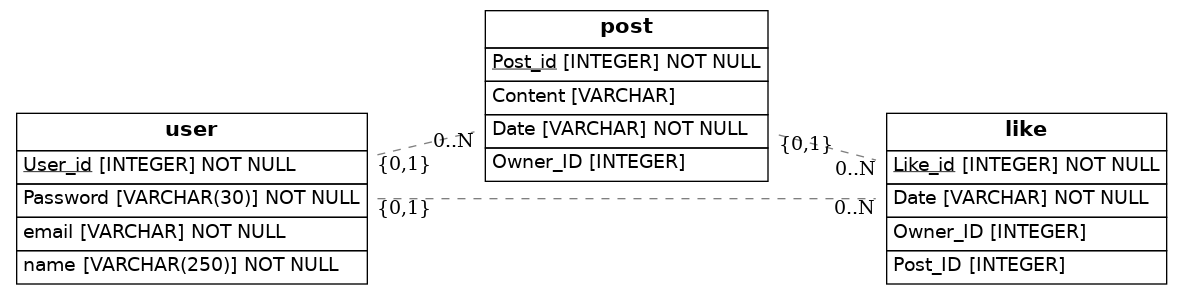 post
Post_id [INTEGER] NOT NULL
Content [VARCHAR]
Date [VARCHAR] NOT NULL
Owner_ID [INTEGER]
user
User_id [INTEGER] NOT NULL
Password [VARCHAR(30)] NOT NULL
email [VARCHAR] NOT NULL
name [VARCHAR(250)] NOT NULL
0..N
{0,1}
{0,1}
0..N
{0,1}
0..N
like
Like_id [INTEGER] NOT NULL
Date [VARCHAR] NOT NULL
Owner_ID [INTEGER]
Post_ID [INTEGER]